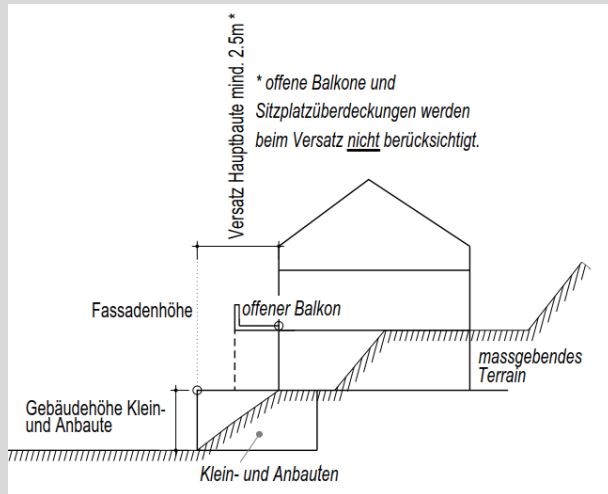 Versatz Hauptbaute mind. 2.5m *
* offene Balkone und
Sitzplatzüberdeckungen werden
beim Versatz nicht berücksichtigt.
Fassadenhöhe
offener Balkon
massgebendes
Terrain
Gebäudehöhe Klein-
und Anbaute
Klein- und Anbauten